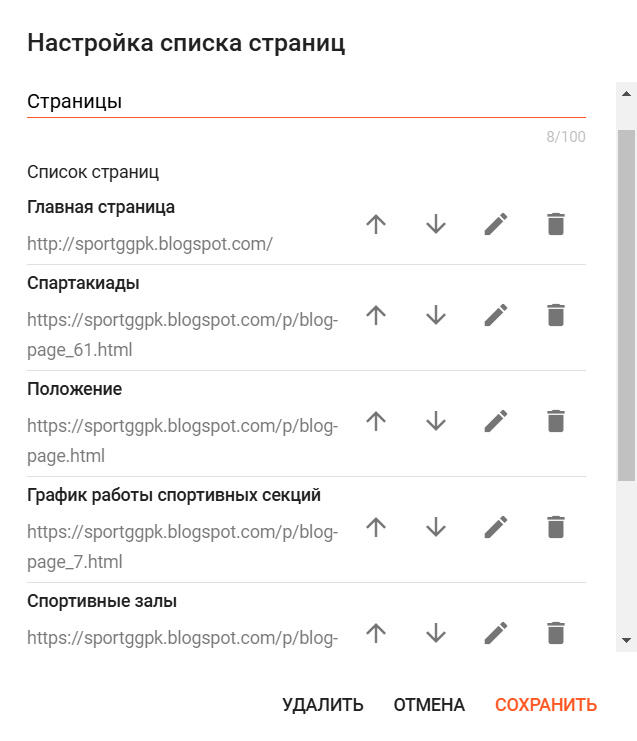 Настройка списка страниц
Страницы
8/100
Список страниц
Главная страница
http://sportggpk.blogspot.com/
Спартакиады
https://sportggpk.blogspot.com/p/blog-
page_61.html
Положение
https://sportggpk.blogspot.com/p/blog-
page.html
График работы спортивных секций
https://sportggpk.blogspot.com/p/blog-
page_7.html
Спортивные залы
https://sportggpk.blogspot.com/p/blog-
УДАЛИТЬ ОТМЕНА СОХРАНИТЬ